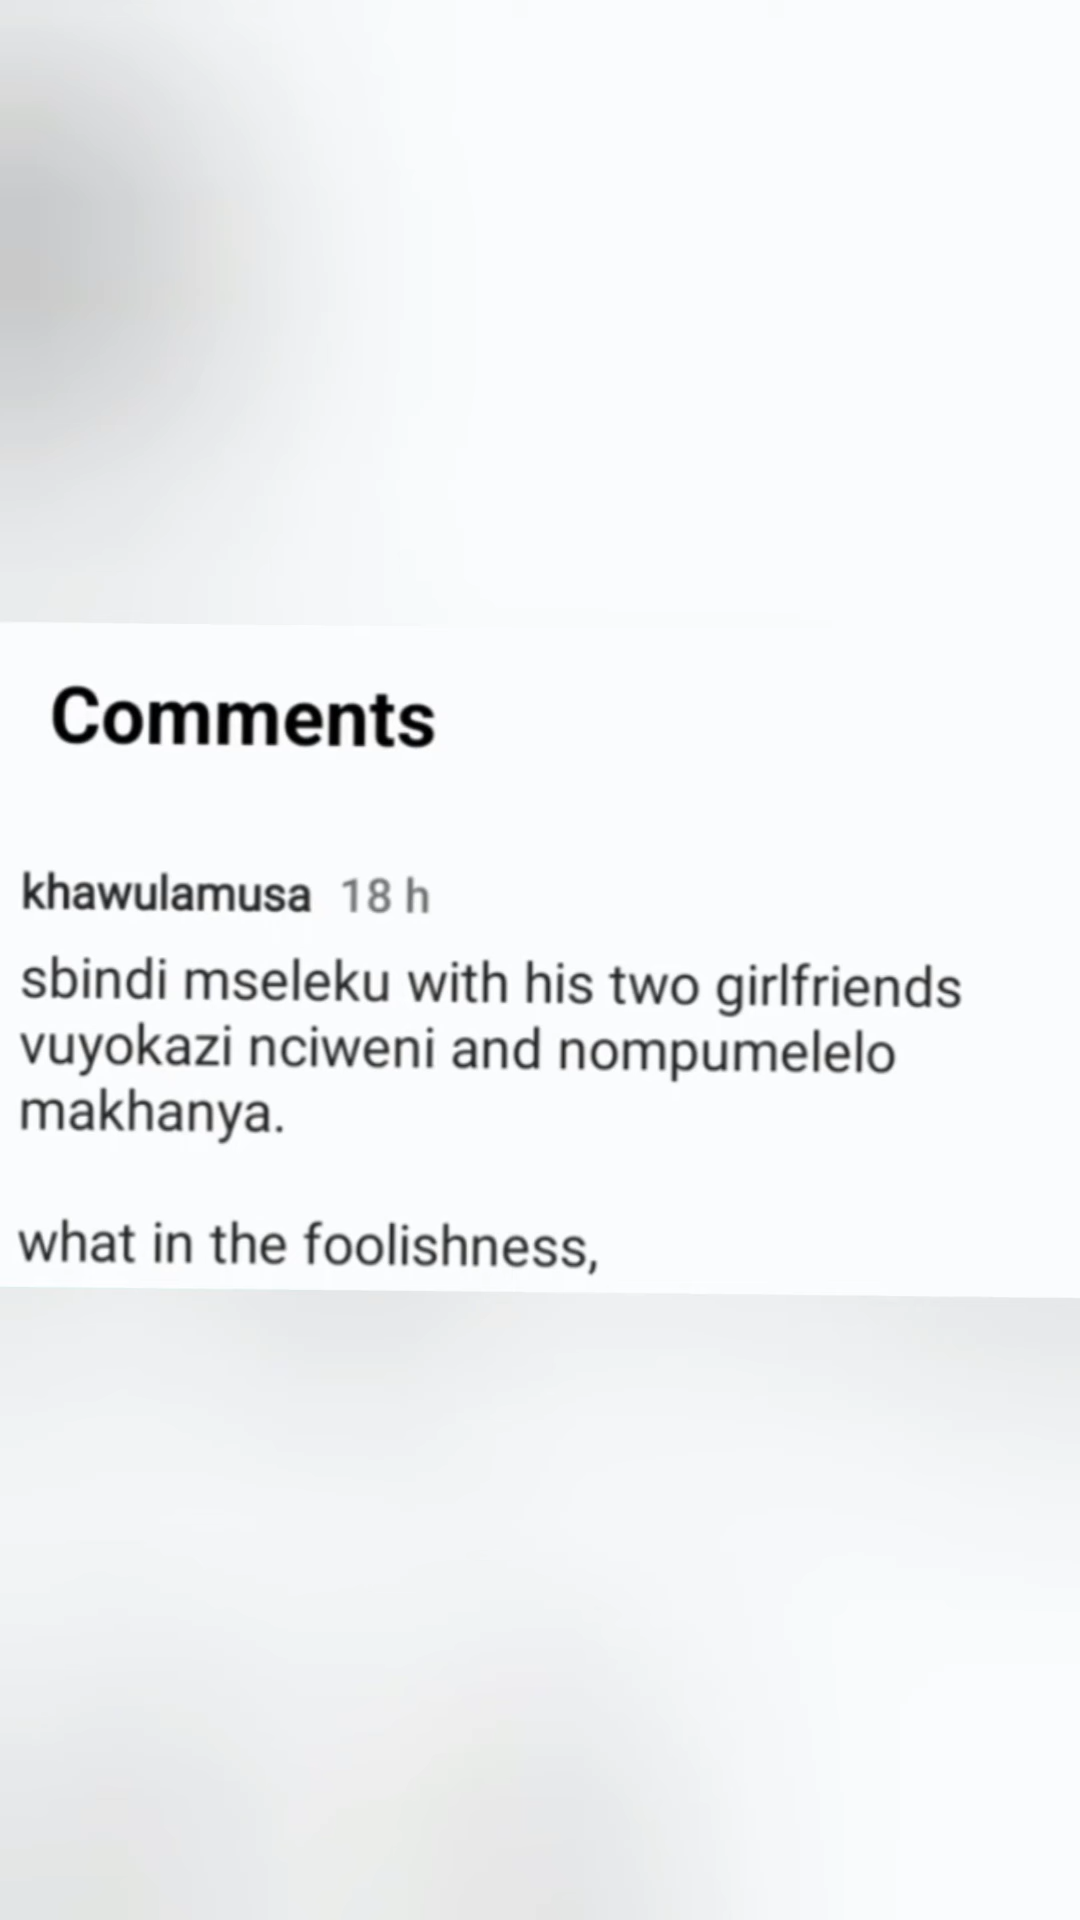 Comments
khawulamusa 18 h
sbindi mseleku with his two girlfriends
vuyokazi nciweni and nompumelelo
makhanya.
what in the foolishness,